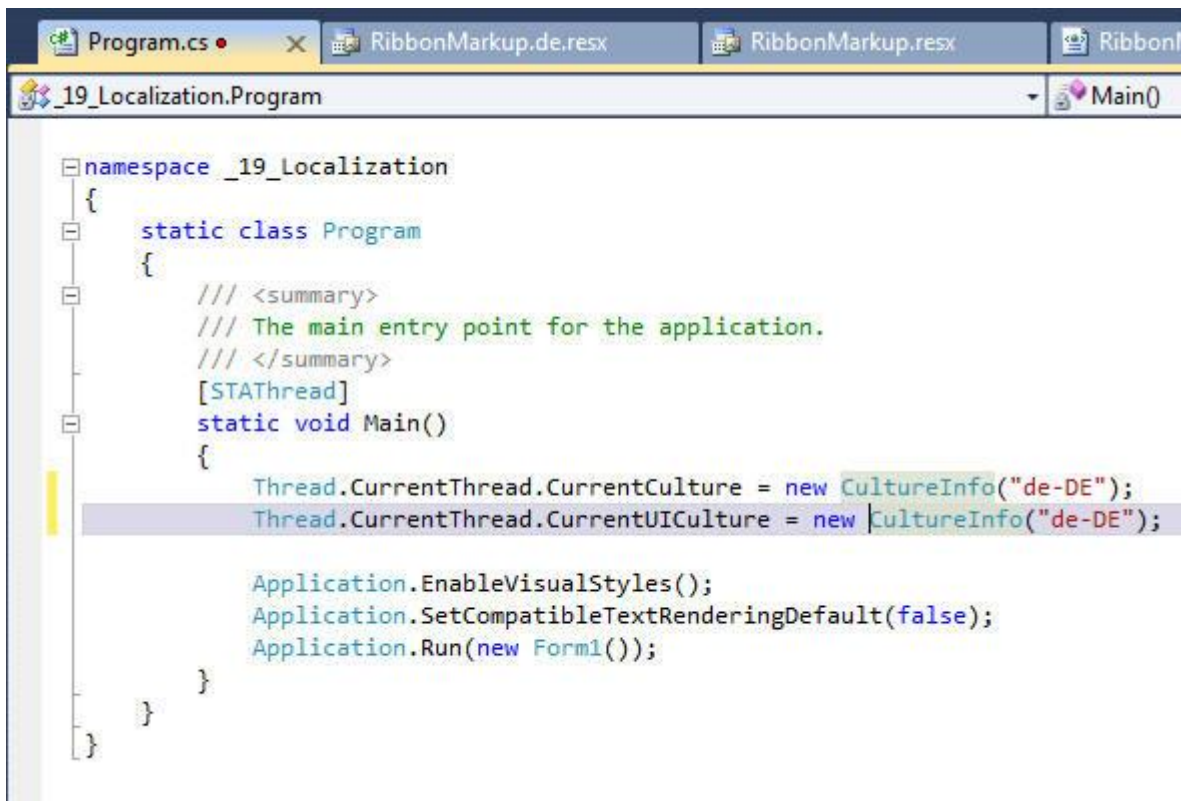 Program.cs RibbonMarkup.de.resx RibbonMarkup.resx
_19_Localization.Program Main()
namespace _19_Localization
{
static class Program
{
/// <summary>
/// The main entry point for the application.
/// </summary>
[STAThread]
static void Main()
{
Thread.CurrentThread.CurrentCulture = new CultureInfo("de-DE");
Thread.CurrentThread.CurrentUICulture = new CultureInfo("de-DE");
Application.EnableVisualStyles();
Application.SetCompatibleTextRenderingDefault(false);
Application.Run(new Form1());
}
}
}